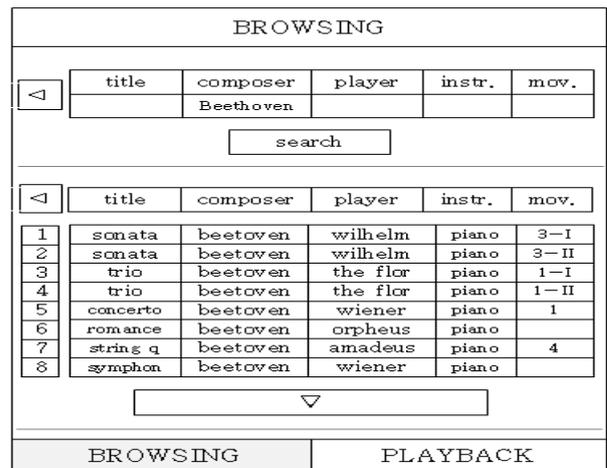 BROWSING
title composer player instr. mov.
Beethoven
search
title composer player instr. mov.
1 sonata beetoven wilhelm piano 3-I
2 sonata beetoven wilhelm piano 3-II
3 trio beetoven the flor piano 1-I
4 trio beetoven the flor piano 1-II
5 concerto beetoven wiener piano 1
6 romance beetoven orpheus piano
7 string q beetoven amadeus piano 4
8 symphon beetoven wiener piano
BROWSING PLAYBACK